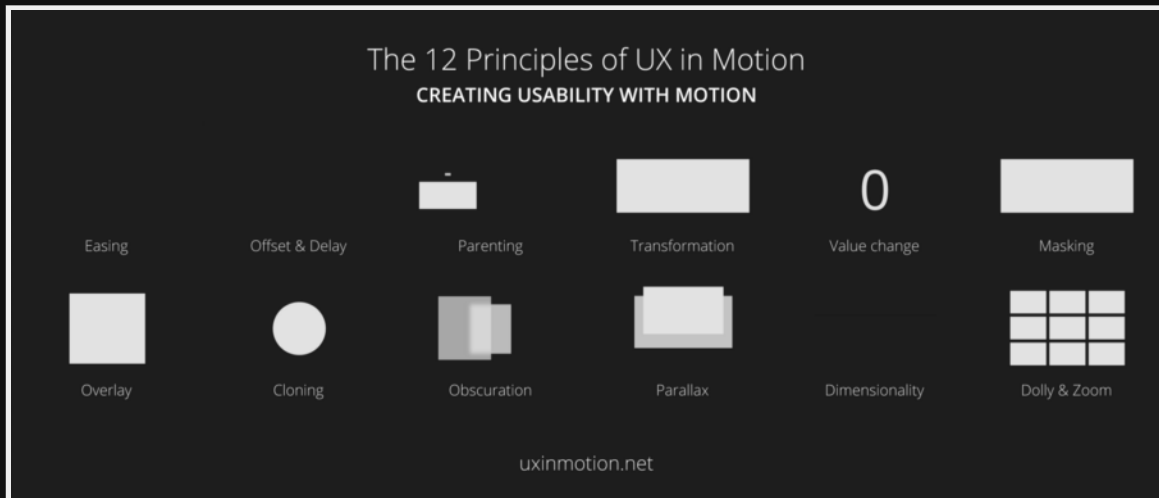 The 12 Principles of UX in Motion
CREATING USABILITY WITH MOTION
0
Easing Offset & Delay Parenting Transformation Value change Masking
Overlay Cloning Obscuration Parallax Dimensionality Dolly & Zoom
uxinmotion.net